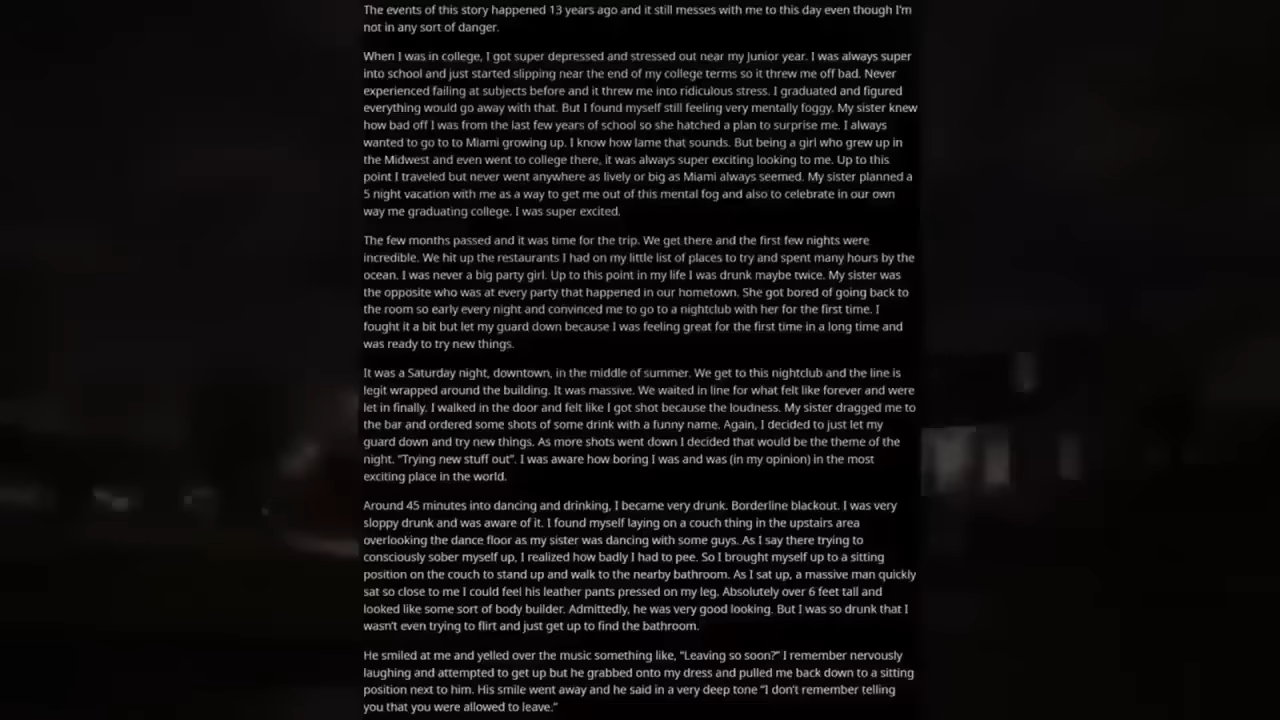 The events of this story happened 13 years ago and it still messes with me to this day even though I'm
not in any sort of danger.
When I was in college, I got super depressed and stressed out near my Junior year. I was always super
into school and just started slipping near the end of my college terms so it threw me off bad. Never
experienced failing at subjects before and it threw me into ridiculous stress. I graduated and figured
everything would go away with that. But I found myself still feeling very mentally foggy. My sister knew
how bad off I was from the last few years of school so she hatched a plan to surprise me. I always
wanted to go to to Miami growing up. I know how lame that sounds. But being a girl who grew up in
the Midwest and even went to college there, it was always super exciting looking to me. Up to this
point I traveled but never went anywhere as lively or big as Miami always seemed. My sister planned a
5 night vacation with me as a way to get me out of this mental fog and also to celebrate in our own
way me graduating college. I was super excited.
The few months passed and it was time for the trip. We get there and the first few nights were
incredible. We hit up the restaurants I had on my little list of places to try and spent many hours by the
ocean. I was never a big party girl. Up to this point in my life I was drunk maybe twice. My sister was
the opposite who was at every party that happened in our hometown. She got bored of going back to
the room so early every night and convinced me to go to a nightclub with her for the first time. I
fought it a bit but let my guard down because I was feeling great for the first time in a long time and
was ready to try new things.
It was a Saturday night, downtown, in the middle of summer. We get to this nightclub and the line is
legit wrapped around the building. It was massive. We waited in line for what felt like forever and were
let in finally. I walked in the door and felt like I got shot because the loudness. My sister dragged me to
the bar and ordered some shots of some drink with a funny name. Again, I decided to just let my
guard down and try new things. As more shots went down I decided that would be the theme of the
night. “Trying new stuff out”. I was aware how boring I was and was (in my opinion) in the most
exciting place in the world.
Around 45 minutes into dancing and drinking, I became very drunk. Borderline blackout. I was very
sloppy drunk and was aware of it. I found myself laying on a couch thing in the upstairs area
overlooking the dance floor as my sister was dancing with some guys. As I say there trying to
consciously sober myself up, I realized how badly I had to pee. So I brought myself up to a sitting
position on the couch to stand up and walk to the nearby bathroom. As I sat up, a massive man quickly
sat so close to me I could feel his leather pants pressed on my leg. Absolutely over 6 feet tall and
looked like some sort of body builder. Admittedly, he was very good looking. But I was so drunk that I
wasn't even trying to flirt and just get up to find the bathroom.
He smiled at me and yelled over the music something like, “Leaving so soon?” I remember nervously
laughing and attempted to get up but he grabbed onto my dress and pulled me back down to a sitting
position next to him. His smile went away and he said in a very deep tone “I don't remember telling
you that you were allowed to leave.”